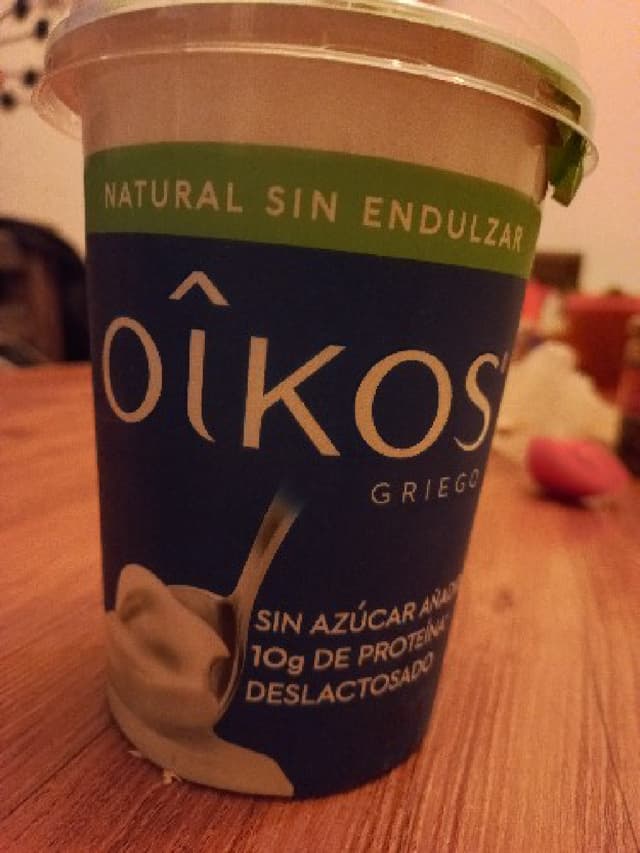 NATURAL SIN ENDULZAR
OÎKOS
GRIEGO
SIN AZÚCAR
10g DE PROTEÍNA
DESLACTOSADO